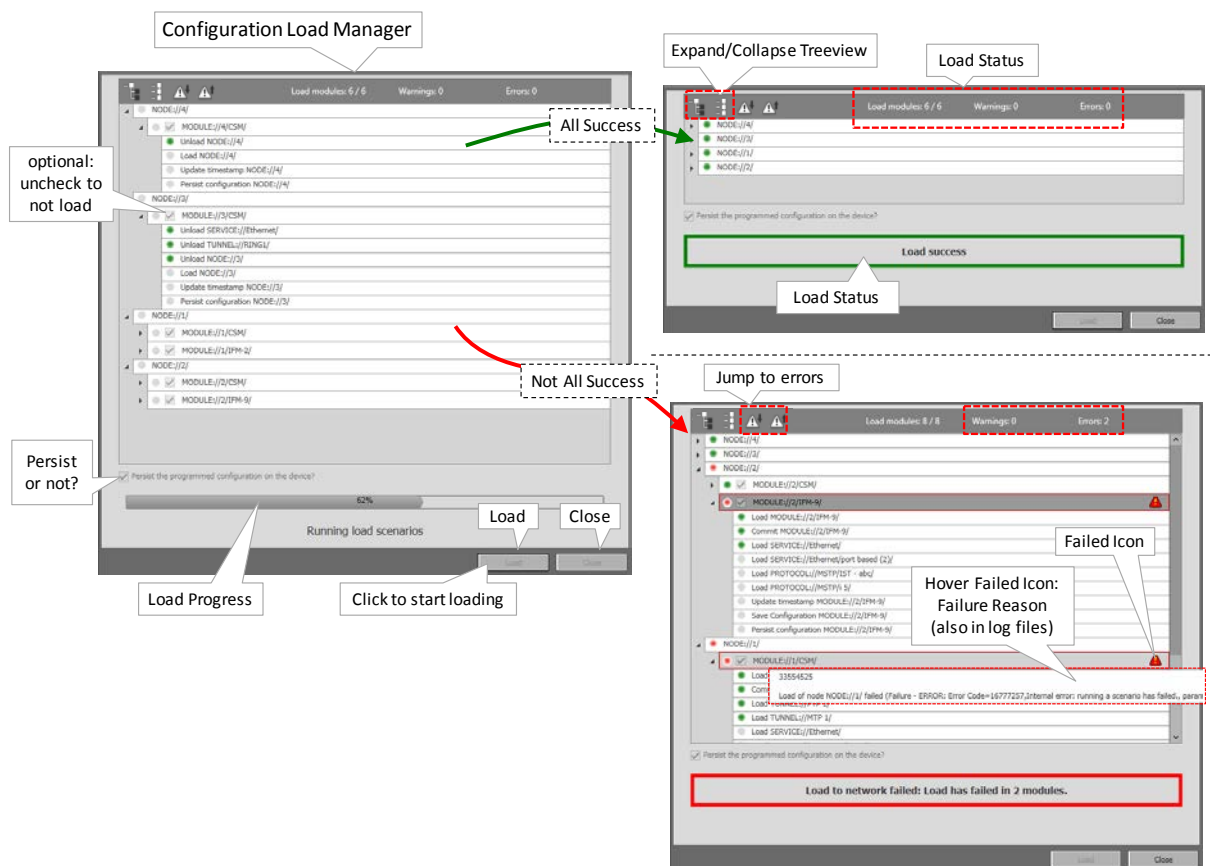 Configuration Load Manager
Load modules: 6 / 6 Warnings: 0 Errors: 0
NODE://4/
MODULE://4/CSM/
Unload NODE://4/
Load NODE://4/
Update timestamp NODE://4/
Persist configuration NODE://4/
NODE://3/
MODULE://3/CSM/
Unload SERVICE://Ethernet/
Unload TUNNEL://RING1/
Unload NODE://3/
Load NODE://3/
Update timestamp NODE://3/
Persist configuration NODE://3/
NODE://1/
MODULE://1/CSM/
MODULE://1/IFM-2/
NODE://2/
MODULE://2/CSM/
MODULE://2/IFM-9/
optional:
uncheck to
not load
Persist
or not?
Persist the programmed configuration on the device?
62%
Running load scenarios
Load
Close
Load
Close
Load Progress
Click to start loading
All Success
Not All Success
Expand/Collapse Treeview
Load Status
Load modules: 6 / 6 Warnings: 0 Errors: 0
NODE://4/
NODE://3/
NODE://1/
NODE://2/
Persist the programmed configuration on the device?
Load success
Load Status
Load
Close
Jump to errors
Load modules: 8 / 8 Warnings: 0 Errors: 2
NODE://4/
NODE://3/
NODE://2/
MODULE://2/CSM/
MODULE://2/IFM-9/
Load MODULE://2/IFM-9/
Commit MODULE://2/IFM-9/
Load SERVICE://Ethernet/
Load SERVICE://Ethernet/port based (2)/
Load PROTOCOL://MSTP/IST - abc/
Load PROTOCOL://MSTP/i 5/
Update timestamp MODULE://2/IFM-9/
Save Configuration MODULE://2/IFM-9/
Persist configuration MODULE://2/IFM-9/
Failed Icon
Hover Failed Icon:
Failure Reason
(also in log files)
NODE://1/
MODULE://1/CSM/
Load
33554525
Load of node NODE://1/ failed (Failure - ERROR: Error Code=16777257,Internal error: running a scenario has failed., param
Load TUNNEL://MTP 1/
Load SERVICE://Ethernet/
Persist the programmed configuration on the device?
Load to network failed: Load has failed in 2 modules.
Load
Close